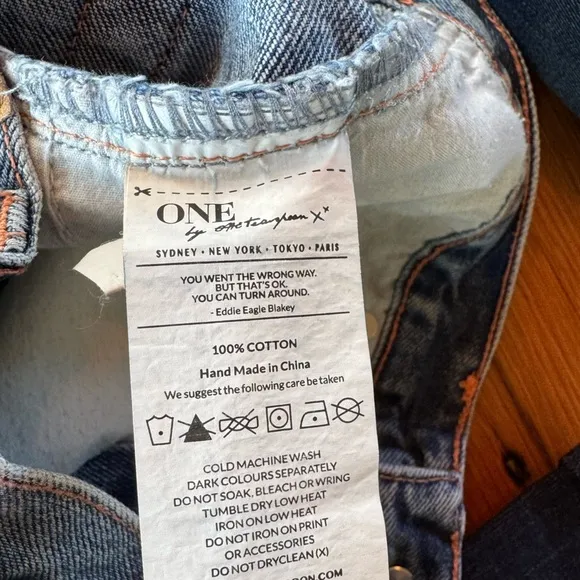 ONE
by oneteaspoon X x
SYDNEY • NEW YORK • TOKYO • PARIS
YOU WENT THE WRONG WAY.
BUT THAT'S OK.
YOU CAN TURN AROUND.
- Eddie Eagle Blakey
100% COTTON
Hand Made in China
We suggest the following care be taken
COLD MACHINE WASH
DARK COLOURS SEPARATELY
DO NOT SOAK, BLEACH OR WRING
TUMBLE DRY LOW HEAT
IRON ON LOW HEAT
DO NOT IRON ON PRINT
OR ACCESSORIES
DO NOT DRYCLEAN (X)